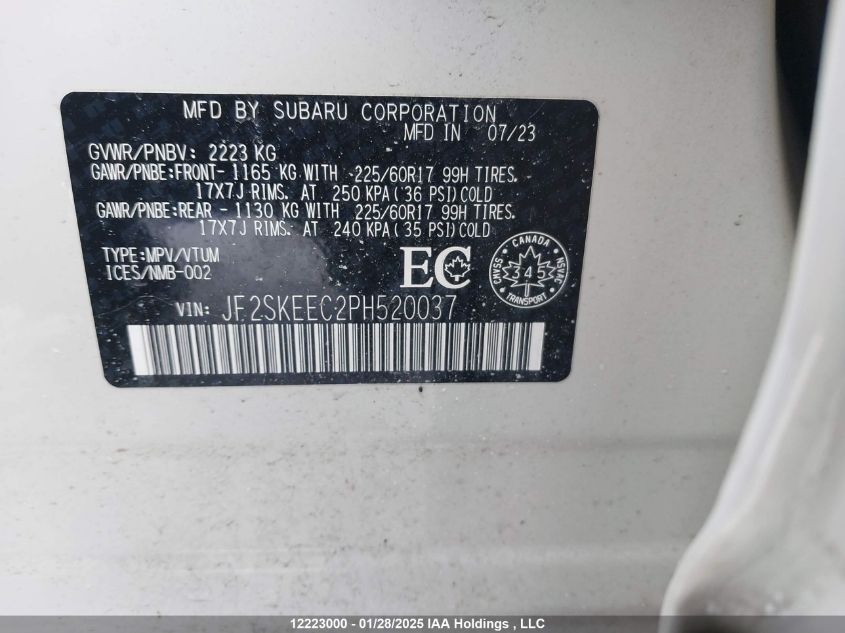 MFD BY SUBARU CORPORATION
MFD IN 07/23
GVWR/PNBV: 2223 KG
GAWR/PNBE:FRONT- 1165 KG WITH 225/60R17 99H TIRES.
17X7J RIMS. AT 250 KPA( 36 PSI)COLD
GAWR/PNBE:REAR - 1130 KG WITH 225/60R17 99H TIRES.
17X7J RIMS. AT 240 KPA( 35 PSI)COLD
TYPE:MPV/VTUM
ICES/NMB-002
EC
CANADA
CMVSS 345 NSVAC
TRANSPORT
VIN: JF2SKEEC2PH520037
12223000 - 01/28/2025 IAA Holdings , LLC